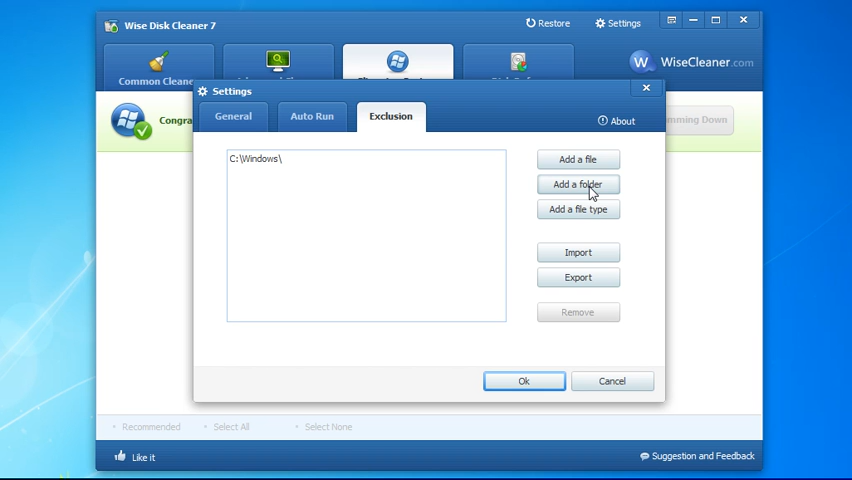 Wise Disk Cleaner 7
Restore
Settings
Common Cleane
WiseCleaner.com
Settings
General
Auto Run
Exclusion
About
Congra
mming Down
C:\Windows\
Add a file
Add a folder
Add a file type
Import
Export
Remove
Ok
Cancel
Recommended
Select All
Select None
Like it
Suggestion and Feedback